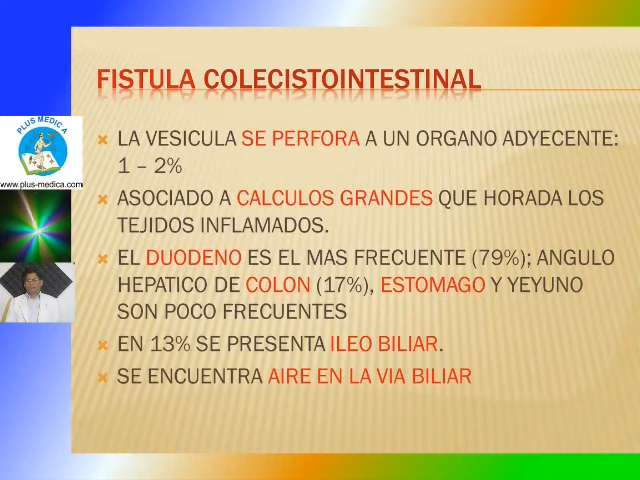 FISTULA COLECISTOINTESTINAL
PLUS MEDIC A
www.plus-medica.com
LA VESICULA SE PERFORA A UN ORGANO ADYECENTE:
1 – 2%
ASOCIADO A CALCULOS GRANDES QUE HORADA LOS
TEJIDOS INFLAMADOS.
EL DUODENO ES EL MAS FRECUENTE (79%); ANGULO
HEPATICO DE COLON (17%), ESTOMAGO Y YEYUNO
SON POCO FRECUENTES
EN 13% SE PRESENTA ILEO BILIAR.
SE ENCUENTRA AIRE EN LA VIA BILIAR